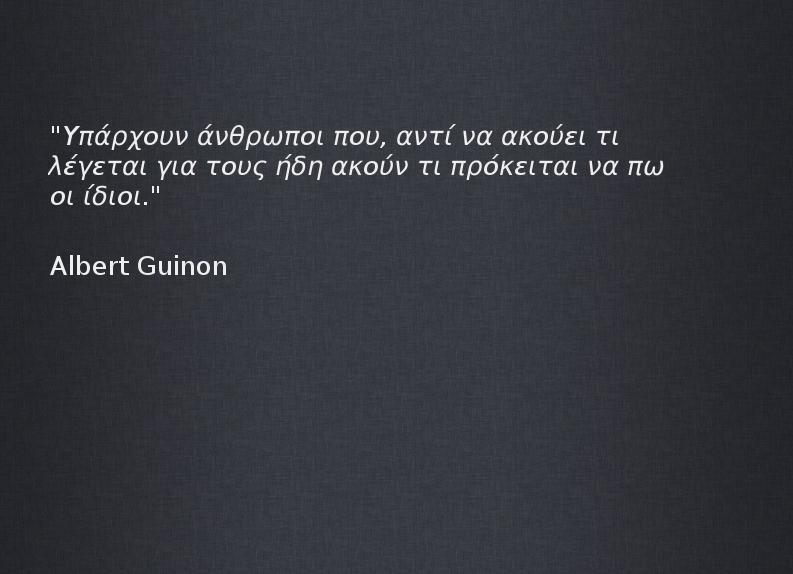 "Υπάρχουν άνθρωποι που, αντί να ακούει τι
λέγεται για τους ήδη ακούν τι πρόκειται να πω
οι ίδιοι."
Albert Guinon